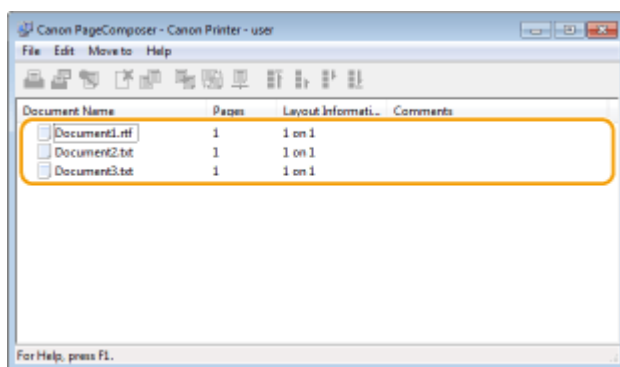 Canon PageComposer - Canon Printer - user
File Edit Move to Help
Document Name Pages Layout Informati... Comments
Document1.rtf 1 1 on 1
Document2.txt 1 1 on 1
Document3.txt 1 1 on 1
For Help, press F1.